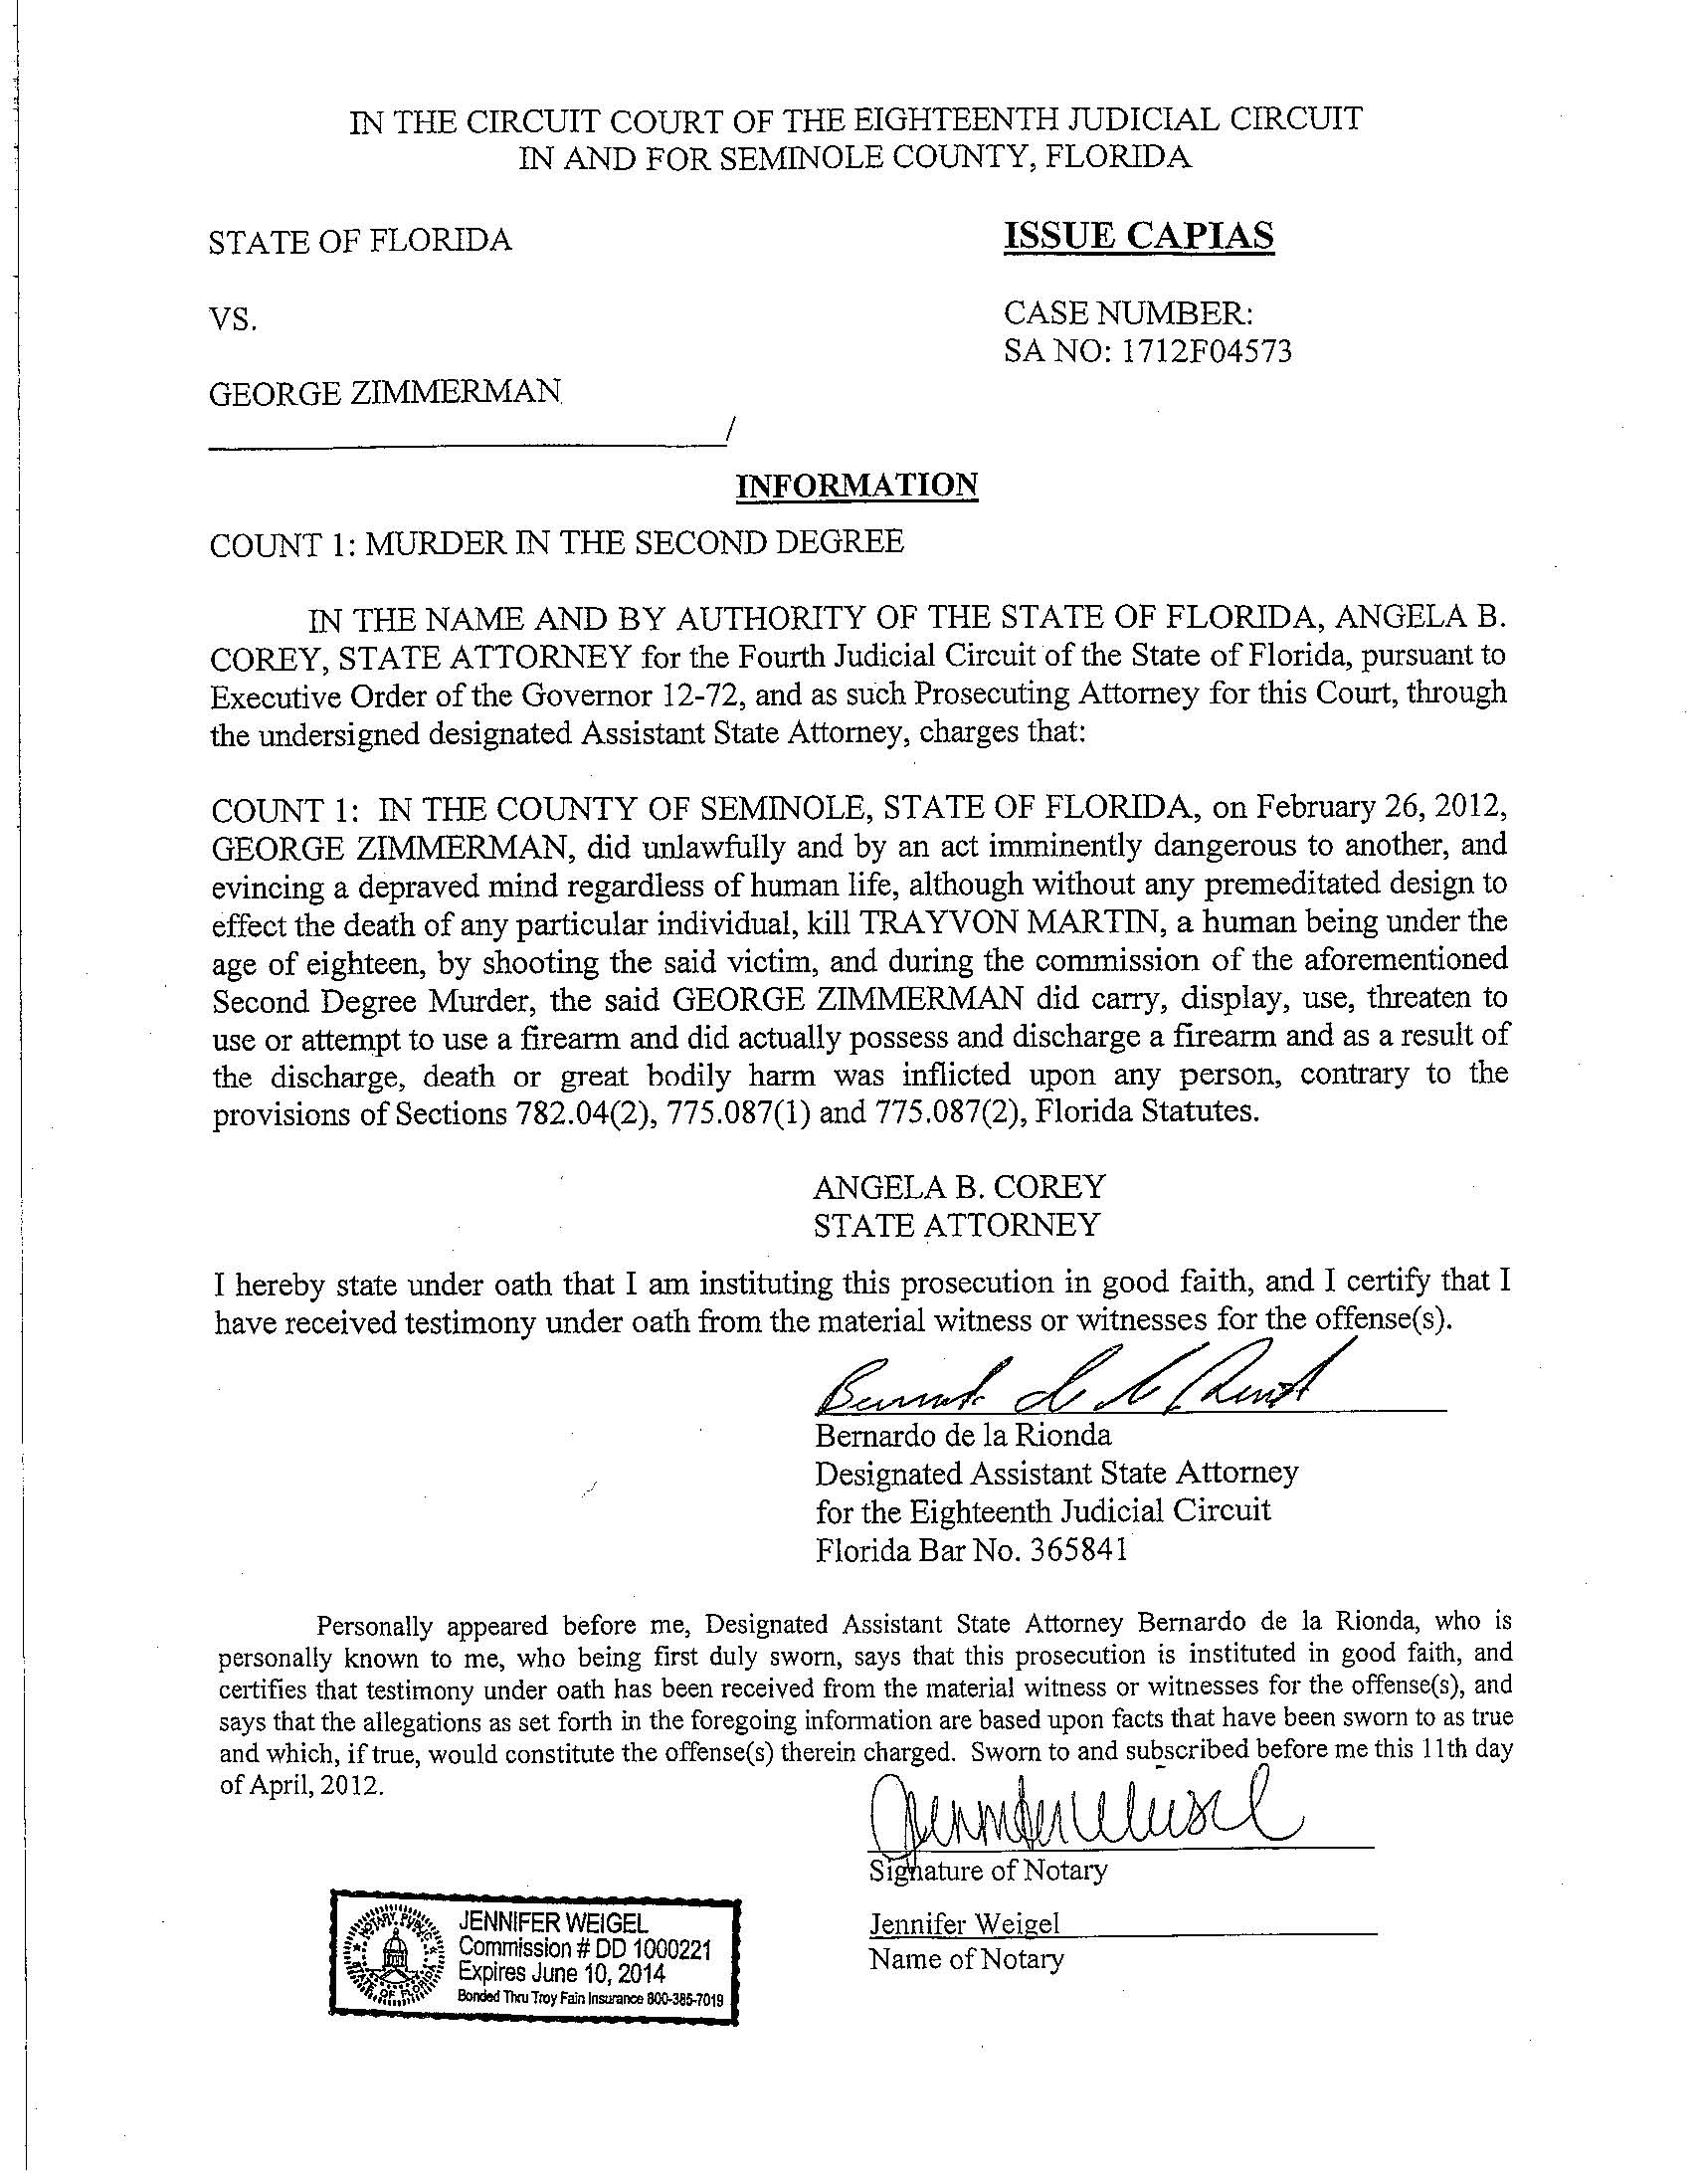 IN THE CIRCUIT COURT OF THE EIGHTEENTH JUDICIAL CIRCUIT
IN AND FOR SEMINOLE COUNTY, FLORIDA
STATE OF FLORIDA
ISSUE CAPIAS
VS.
CASE NUMBER:
SA NO: 1712F04573
GEORGE ZIMMERMAN
/
INFORMATION
COUNT 1: MURDER IN THE SECOND DEGREE
IN THE NAME AND BY AUTHORITY OF THE STATE OF FLORIDA, ANGELA B.
COREY, STATE ATTORNEY for the Fourth Judicial Circuit of the State of Florida, pursuant to
Executive Order of the Governor 12-72, and as such Prosecuting Attorney for this Court, through
the undersigned designated Assistant State Attorney, charges that:
COUNT 1: IN THE COUNTY OF SEMINOLE, STATE OF FLORIDA, on February 26, 2012,
GEORGE ZIMMERMAN, did unlawfully and by an act imminently dangerous to another, and
evincing a depraved mind regardless of human life, although without any premeditated design to
effect the death of any particular individual, kill TRAYVON MARTIN, a human being under the
age of eighteen, by shooting the said victim, and during the commission of the aforementioned
Second Degree Murder, the said GEORGE ZIMMERMAN did carry, display, use, threaten to
use or attempt to use a firearm and did actually possess and discharge a firearm and as a result of
the discharge, death or great bodily harm was inflicted upon any person, contrary to the
provisions of Sections 782.04(2), 775.087(1) and 775.087(2), Florida Statutes.
ANGELA B. COREY
STATE ATTORNEY
I hereby state under oath that I am instituting this prosecution in good faith, and I certify that I
have received testimony under oath from the material witness or witnesses for the offense(s).
Bernardo de la Rionda
Designated Assistant State Attorney
for the Eighteenth Judicial Circuit
Florida Bar No. 365841
Personally appeared before me, Designated Assistant State Attorney Bernardo de la Rionda, who is
personally known to me, who being first duly sworn, says that this prosecution is instituted in good faith, and
certifies that testimony under oath has been received from the material witness or witnesses for the offense(s), and
says that the allegations as set forth in the foregoing information are based upon facts that have been sworn to as true
and which, if true, would constitute the offense(s) therein charged. Sworn to and subscribed before me this 11th day
of April, 2012.
Signature of Notary
Jennifer Weigel
Name of Notary
NOTARY PUBLIC
STATE OF FLORIDA
JENNIFER WEIGEL
Commission # DD 1000221
Expires June 10, 2014
Bonded Thru Troy Fain Insurance 800-385-7019